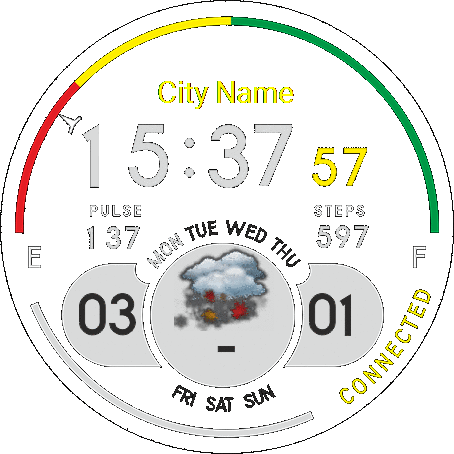 City Name
15:37 57
PULSE STEPS
137 597
E F
MON TUE WED THU
03 - 01
FRI SAT SUN
CONNECTED